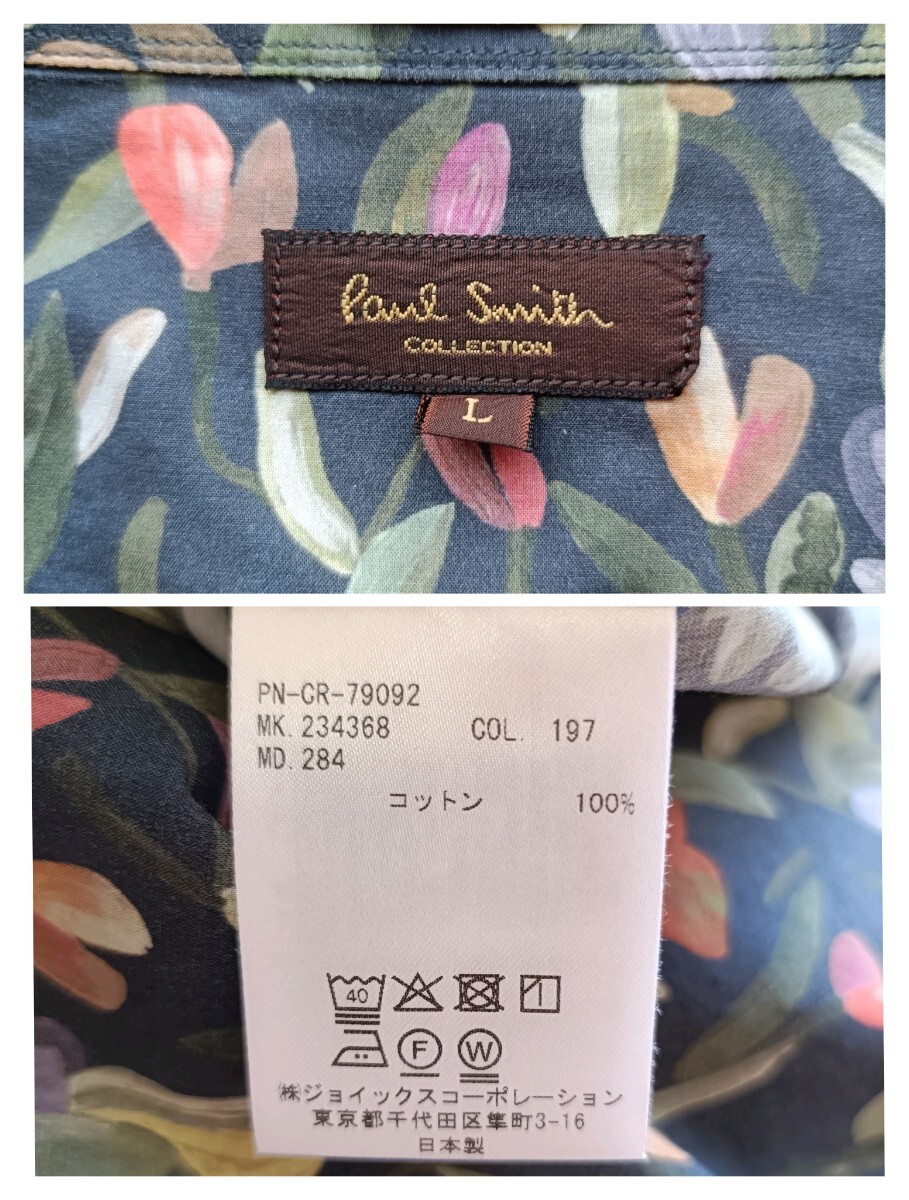 Paul Smith
COLLECTION
L
PN-CR-79092
MK. 234368 COL. 197
MD. 284
コットン 100%
40
F W
㈱ジョイックスコーポレーション
東京都千代田区隼町3-16
日本製